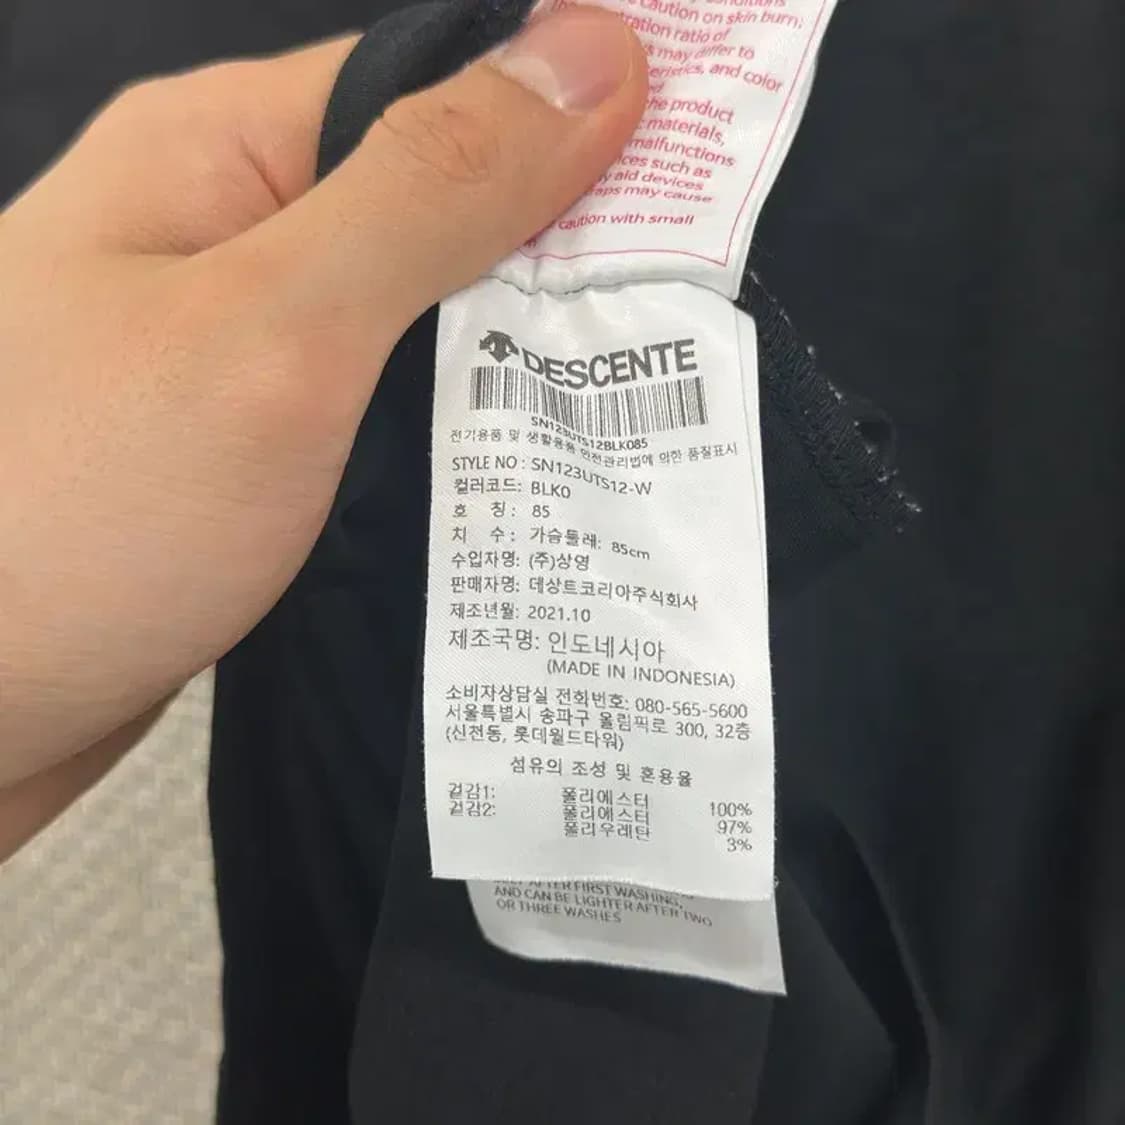 caution on skin burn;
ration ratio of
may differ to
and color
he product
materials,
malfunctions
such as
aid devices
may cause
caution with small
DESCENTE
SN123UTS12BLK085
전기용품 및 생활용품 안전관리법에 의한 품질표시
STYLE NO : SN123UTS12-W
컬러코드: BLK0
호 칭 : 85
치 수 : 가슴둘레: 85cm
수입자명: (주)상영
판매자명: 데상트코리아주식회사
제조년월: 2021.10
제조국명: 인도네시아
(MADE IN INDONESIA)
소비자상담실 전화번호: 080-565-5600
서울특별시 송파구 올림픽로 300, 32층
(신천동, 롯데월드타워)
섬유의 조성 및 혼용율
겉감1: 폴리에스터 100%
겉감2: 폴리에스터 97%
폴리우레탄 3%
AFTER FIRST WASHING,
AND CAN BE LIGHTER AFTER TWO
OR THREE WASHES